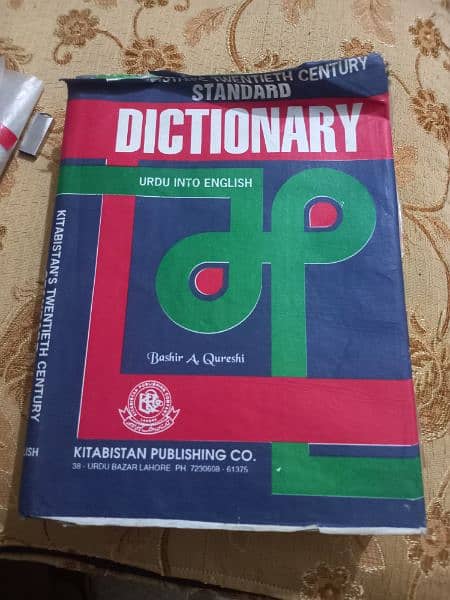 TWENTIETH CENTURY
STANDARD
DICTIONARY
URDU INTO ENGLISH
Bashir A. Qureshi
KITABISTAN PUBLISHING CO.
38 - URDU BAZAR LAHORE. PH: 7230608 - 61375
KITABISTAN'S TWENTIETH CENTURY